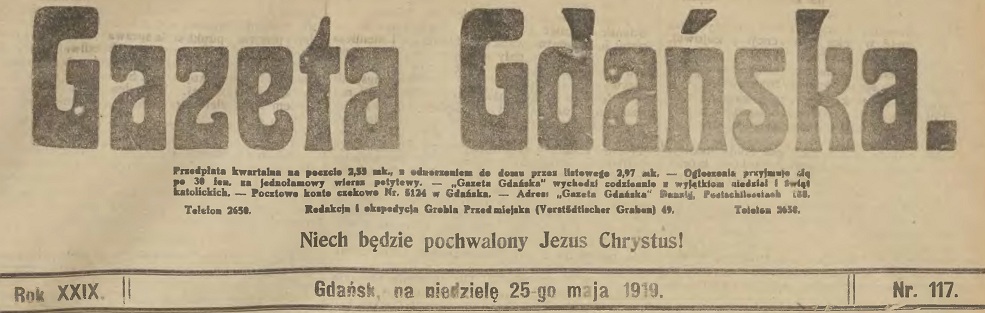 Gazeta Gdańska.
Przedpłata kwartalna na poczcie 2,55 mk., z odnoszeniem do domu przez listowego 2,97 mk. — Ogłoszenia przyjmuje się
po 30 fen. za jednołamowy wiersz petytowy. — „Gazeta Gdańska" wychodzi codziennie z wyjątkiem niedziel i świąt
katolickich. — Pocztowe konto czekowe Nr. 5124 w Gdańsku. — Adres: „Gazeta Gdańska" Danzig, Postschliessfach
Telefon 2650. Redakcja i ekspedycja Grobla Przedmiejska (Vorstädtischer Graben) 49. Telefon 2650.
Niech będzie pochwalony Jezus Chrystus!
Rok XXIX. Gdańsk, na niedzielę 25-go maja 1919. Nr. 117.